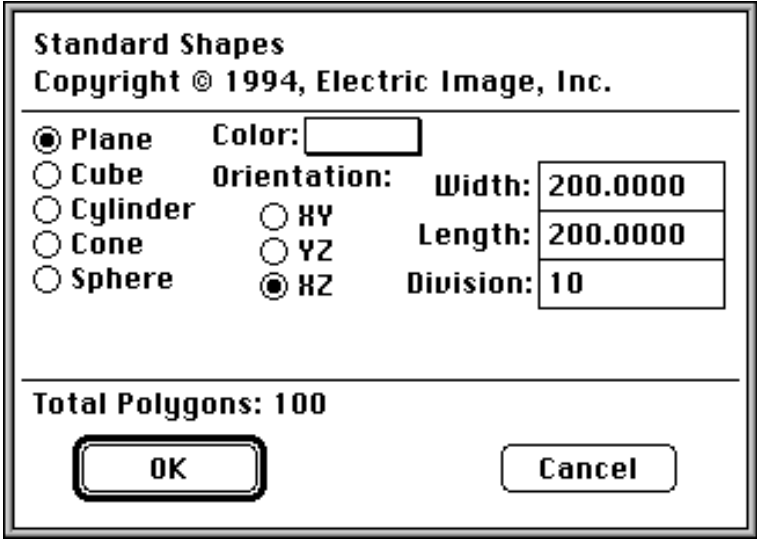 Standard Shapes
Copyright © 1994, Electric Image, Inc.
Plane
Cube
Cylinder
Cone
Sphere
Color:
Orientation:
XY
YZ
XZ
Width: 200.0000
Length: 200.0000
Division: 10
Total Polygons: 100
OK
Cancel